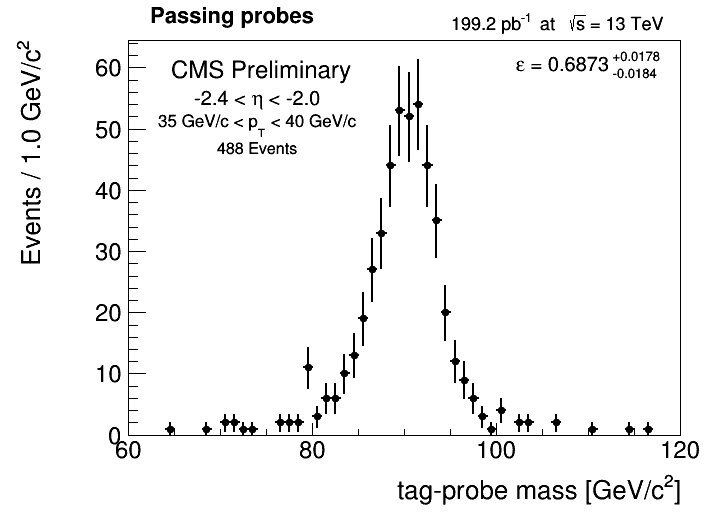 Passing probes
199.2 pb⁻¹ at √s = 13 TeV
CMS Preliminary
-2.4 < η < -2.0
35 GeV/c < p_T < 40 GeV/c
488 Events
ε = 0.6873 +0.0178 -0.0184
Events / 1.0 GeV/c²
60
50
40
30
20
10
0
60 80 100 120
tag-probe mass [GeV/c²]